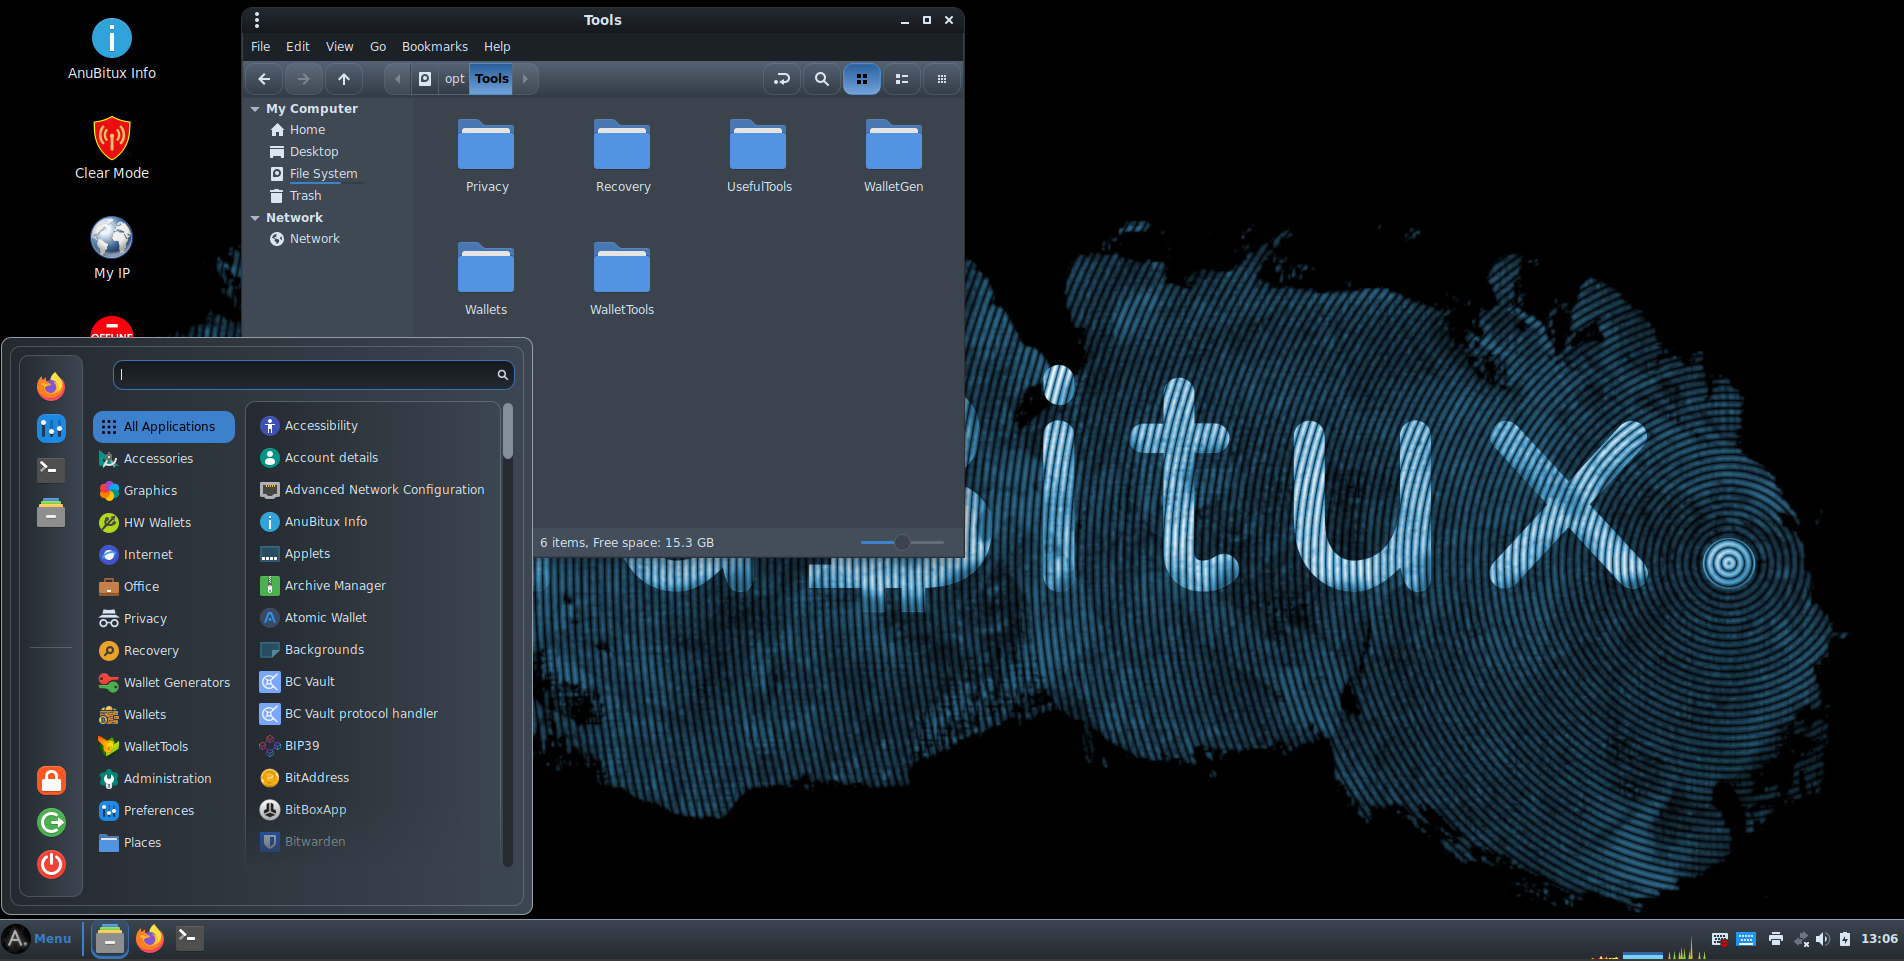 AnuBitux Info
Clear Mode
My IP
OFFLINE
Tools
File Edit View Go Bookmarks Help
opt Tools
My Computer
Home
Desktop
File System
Trash
Network
Network
Privacy Recovery UsefulTools WalletGen
Wallets WalletTools
6 items, Free space: 15.3 GB
All Applications
Accessories
Graphics
HW Wallets
Internet
Office
Privacy
Recovery
Wallet Generators
Wallets
WalletTools
Administration
Preferences
Places
Accessibility
Account details
Advanced Network Configuration
AnuBitux Info
Applets
Archive Manager
Atomic Wallet
Backgrounds
BC Vault
BC Vault protocol handler
BIP39
BitAddress
BitBoxApp
Bitwarden
itux
A. Menu
13:06